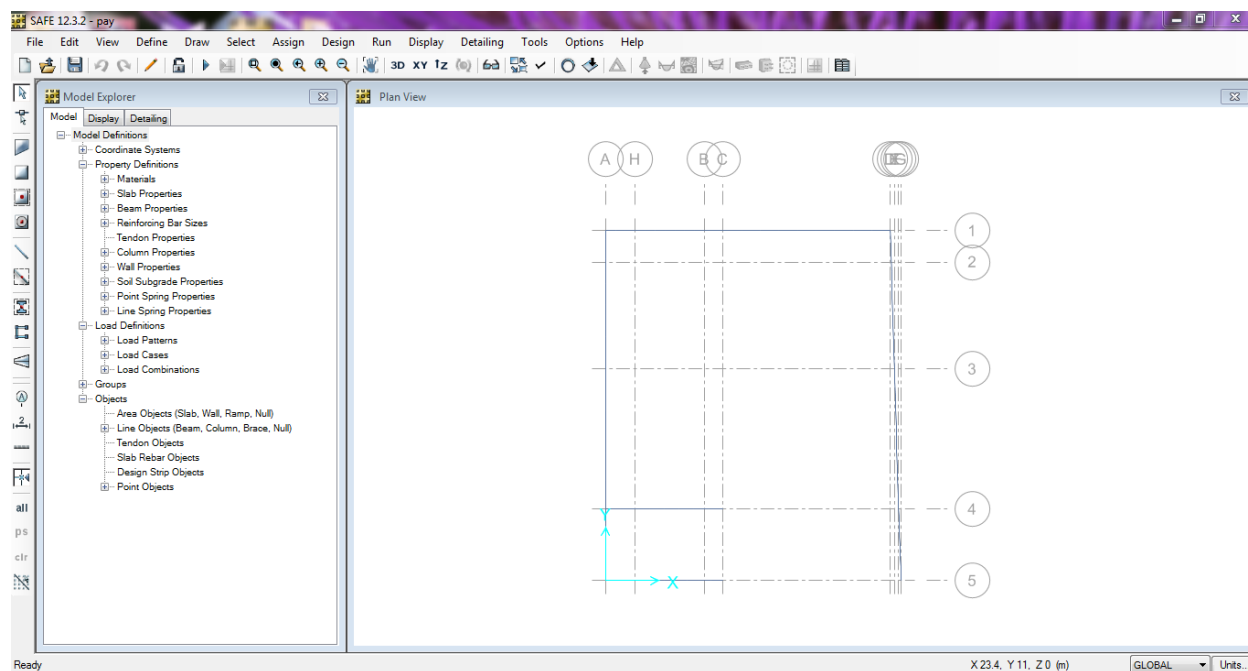 SAFE 12.3.2 - pay
File Edit View Define Draw Select Assign Design Run Display Detailing Tools Options Help
3D XY
Model Explorer
Plan View
Model Display Detailing
Model Definitions
Coordinate Systems
Property Definitions
Materials
Slab Properties
Beam Properties
Reinforcing Bar Sizes
Tendon Properties
Column Properties
Wall Properties
Soil Subgrade Properties
Point Spring Properties
Line Spring Properties
Load Definitions
Load Patterns
Load Cases
Load Combinations
Groups
Objects
Area Objects (Slab, Wall, Ramp, Null)
Line Objects (Beam, Column, Brace, Null)
Tendon Objects
Slab Rebar Objects
Design Strip Objects
Point Objects
all
ps
clr
A H B C
1
2
3
4
5
Y
X
Ready
X 23.4, Y 11, Z 0 (m)
GLOBAL
Units...